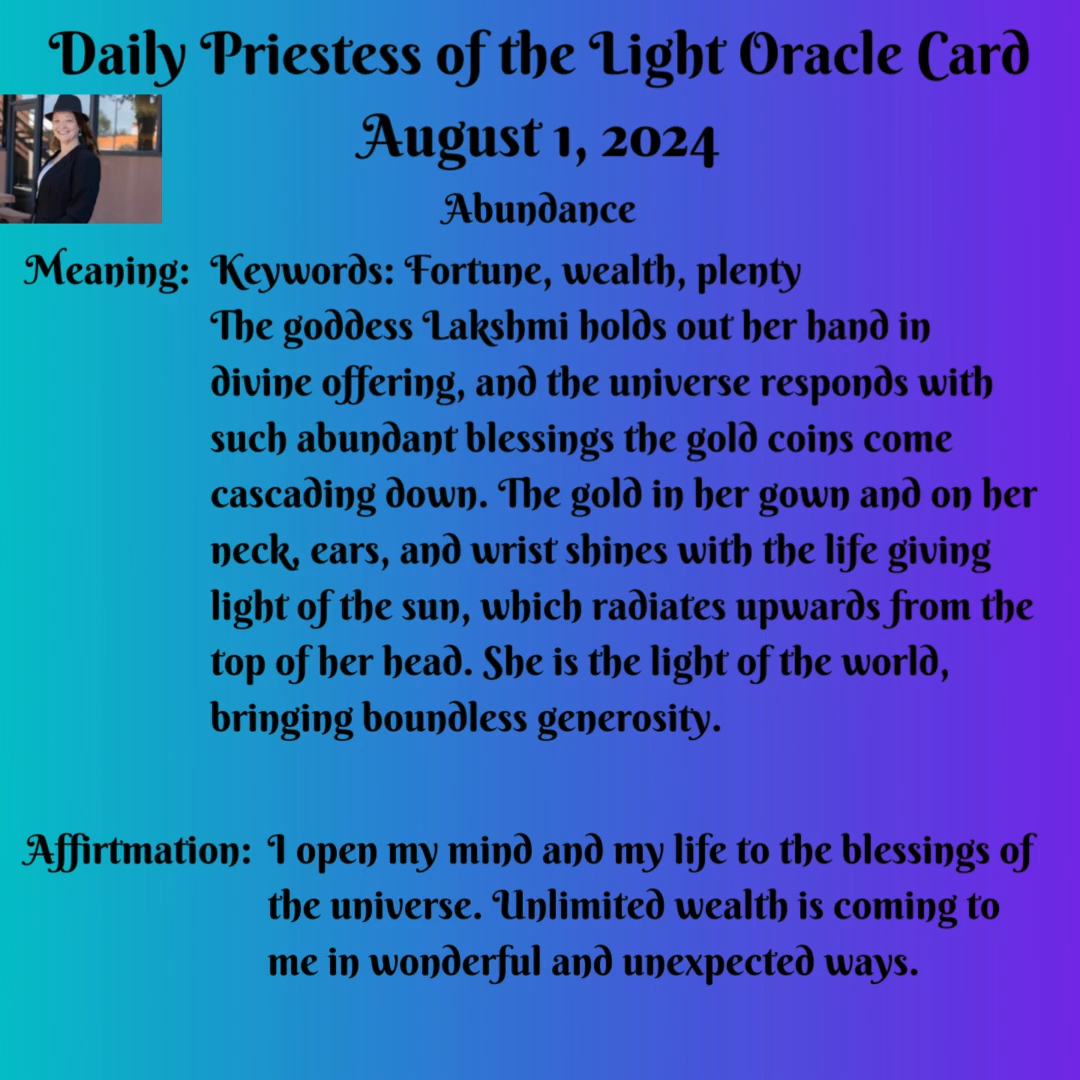 Daily Priestess of the Light Oracle Card
August 1, 2024
Abundance
Meaning: Keywords: Fortune, wealth, plenty
The goddess Lakshmi holds out her hand in
divine offering, and the universe responds with
such abundant blessings the gold coins come
cascading down. The gold in her gown and on her
neck, ears, and wrist shines with the life giving
light of the sun, which radiates upwards from the
top of her head. She is the light of the world,
bringing boundless generosity.
Affirtmation: I open my mind and my life to the blessings of
the universe. Unlimited wealth is coming to
me in wonderful and unexpected ways.